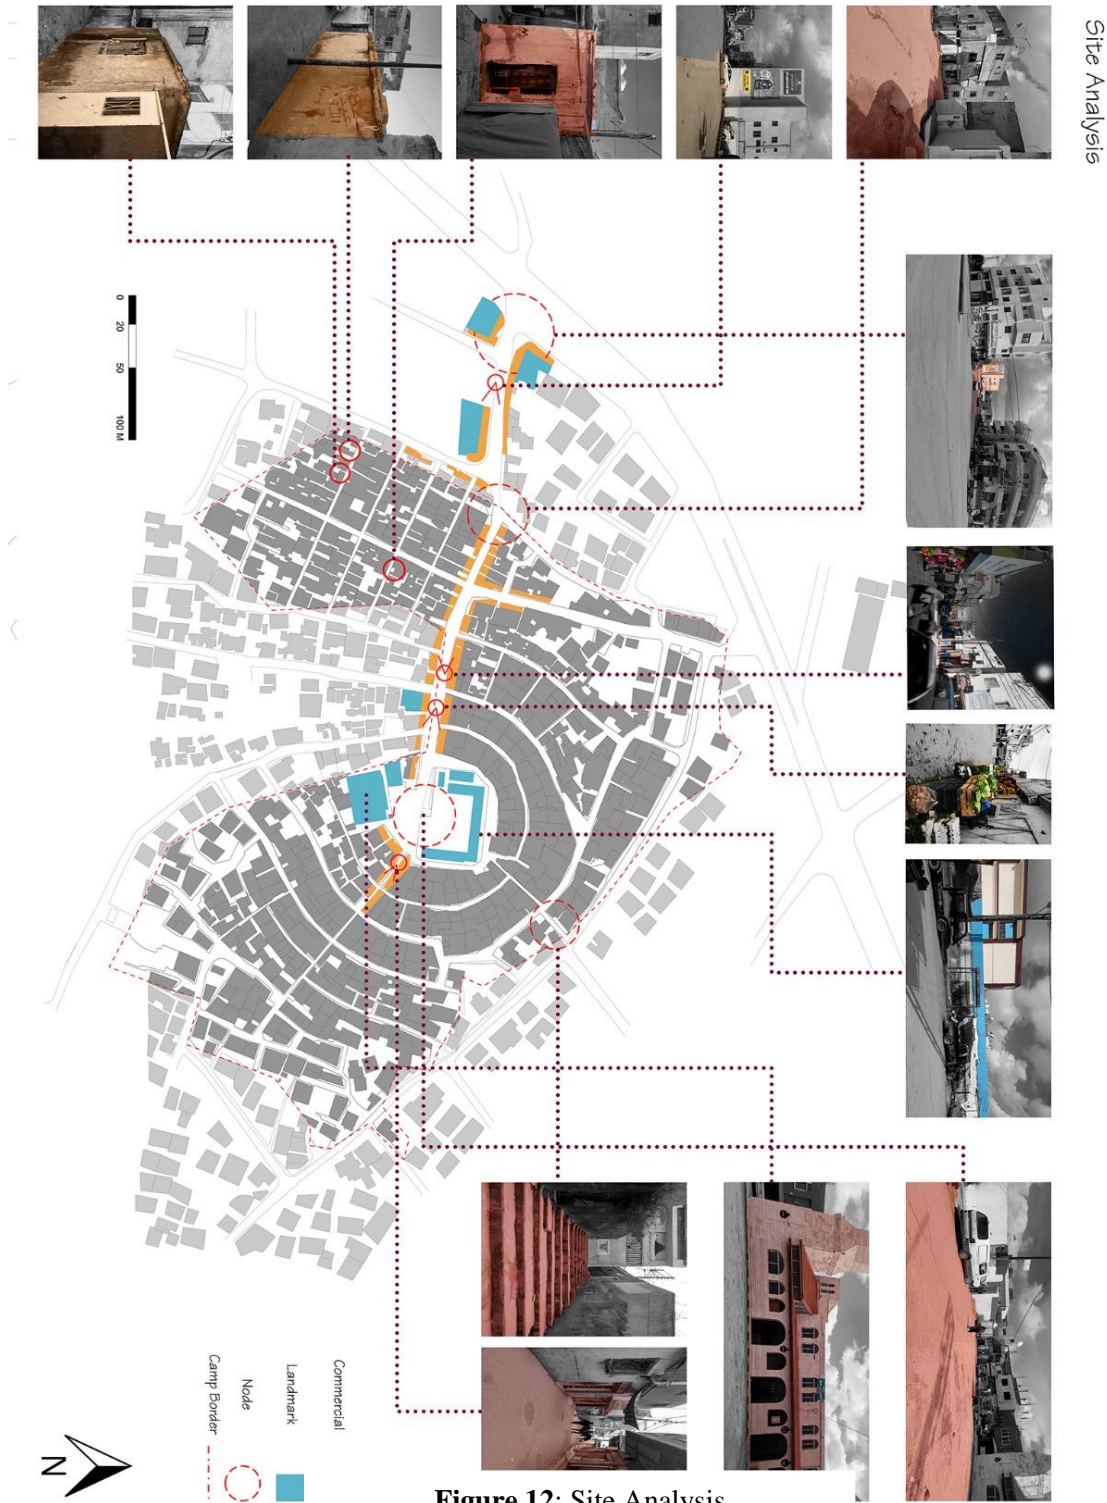 Site Analysis
0 20 50 100 M
Commercial
Landmark
Node
Camp Border
N
Figure 12: Site Analysis